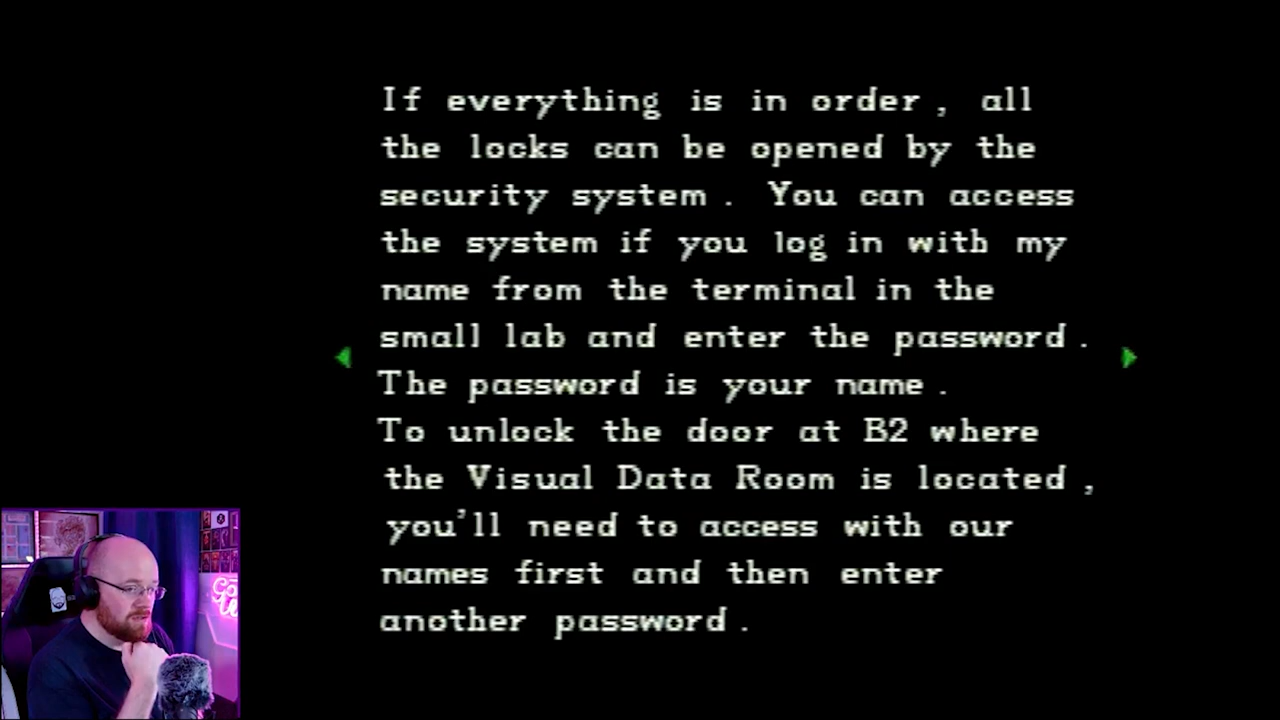 If everything is in order, all
the locks can be opened by the
security system. You can access
the system if you log in with my
name from the terminal in the
small lab and enter the password.
The password is your name.
To unlock the door at B2 where
the Visual Data Room is located,
you'll need to access with our
names first and then enter
another password.